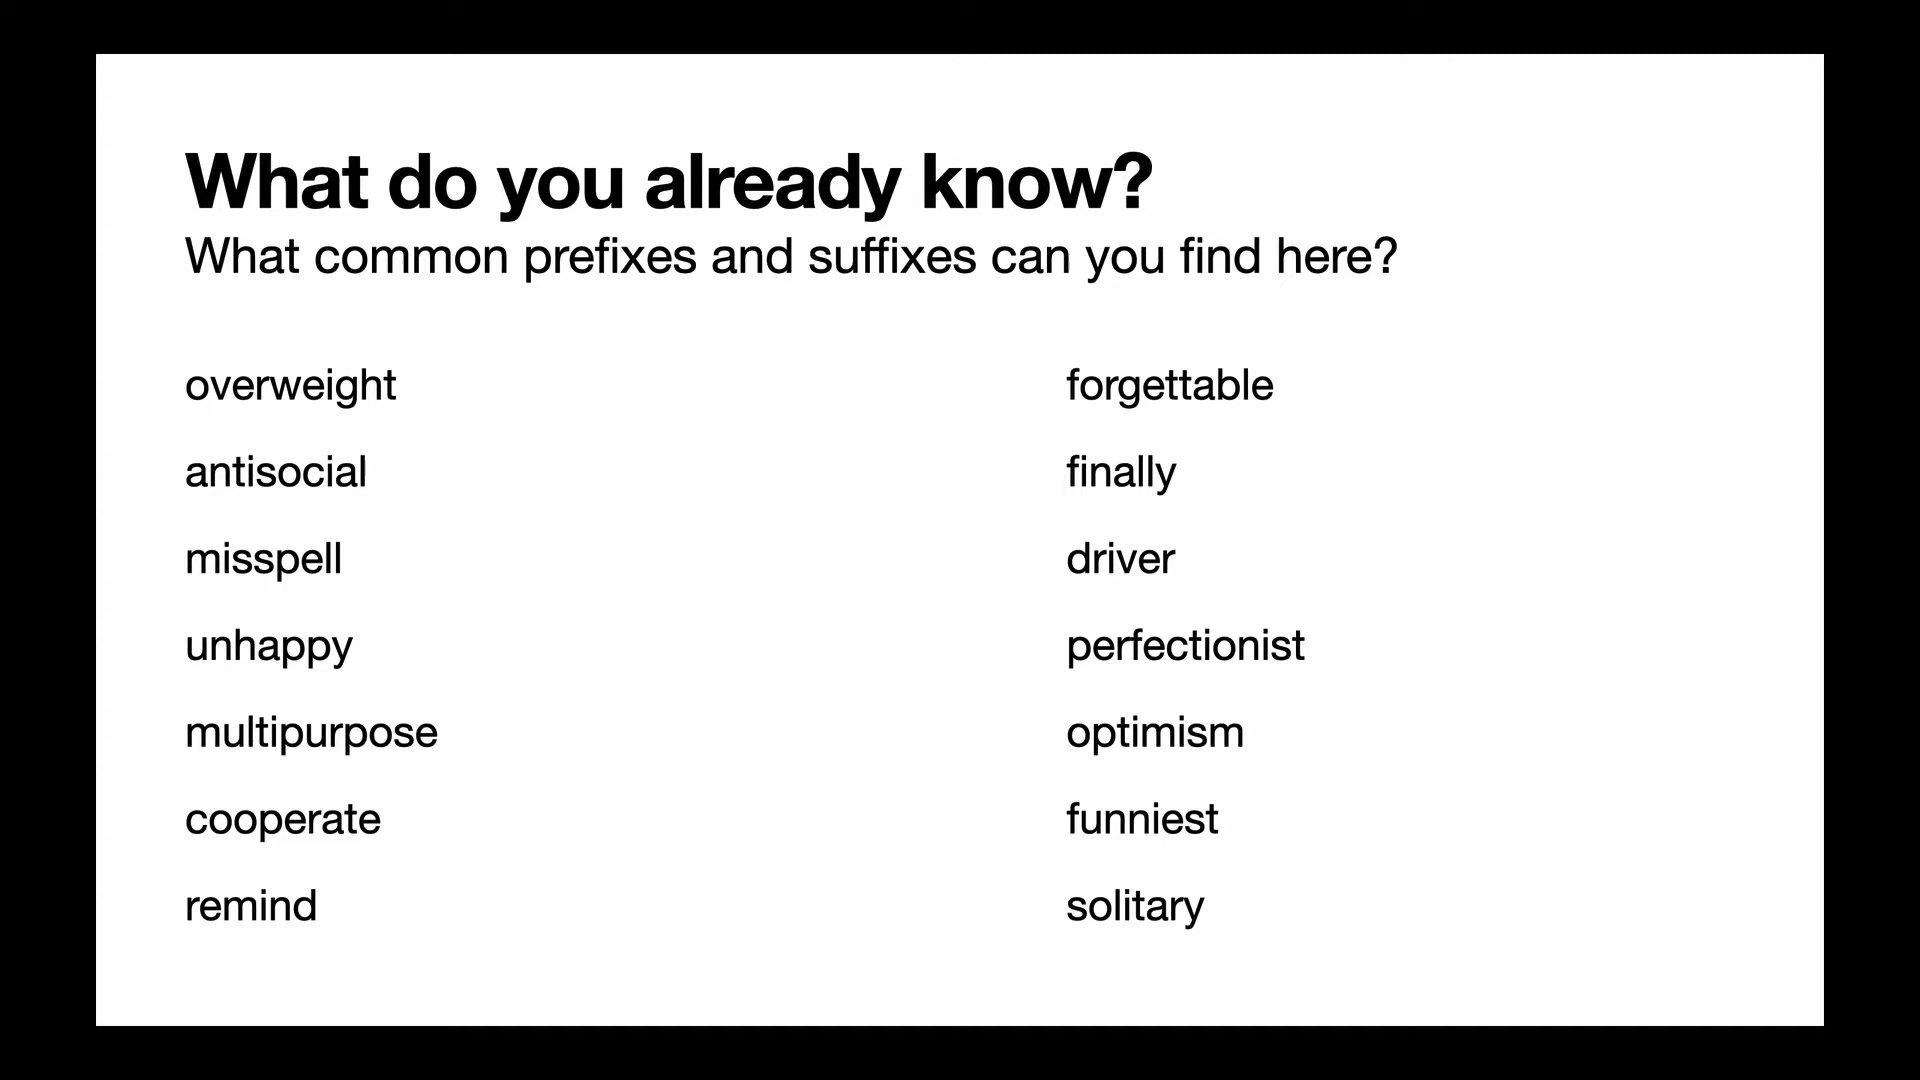 What do you already know?
What common prefixes and suffixes can you find here?
overweight
antisocial
misspell
unhappy
multipurpose
cooperate
remind
forgettable
finally
driver
perfectionist
optimism
funniest
solitary